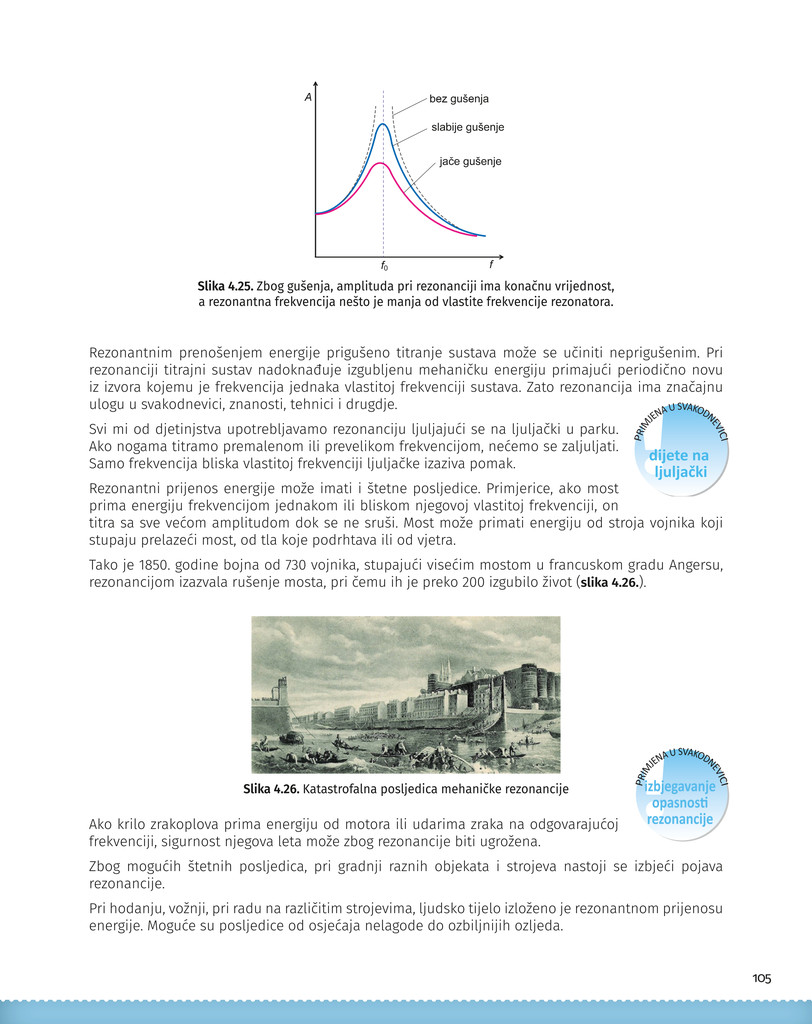 A
bez gušenja
slabije gušenje
jače gušenje
f₀
f
Slika 4.25. Zbog gušenja, amplituda pri rezonanciji ima konačnu vrijednost,
a rezonantna frekvencija nešto je manja od vlastite frekvencije rezonatora.
Rezonantnim prenošenjem energije prigušeno titranje sustava može se učiniti neprigušenim. Pri
rezonanciji titrajni sustav nadoknađuje izgubljenu mehaničku energiju primajući periodično novu
iz izvora kojemu je frekvencija jednaka vlastitoj frekvenciji sustava. Zato rezonancija ima značajnu
ulogu u svakodnevici, znanosti, tehnici i drugdje.
Svi mi od djetinjstva upotrebljavamo rezonanciju ljuljajući se na ljuljački u parku.
Ako nogama titramo premalenom ili prevelikom frekvencijom, nećemo se zaljuljati.
Samo frekvencija bliska vlastitoj frekvenciji ljuljačke izaziva pomak.
PRIMJENA U SVAKODNEVICI
dijete na
ljuljački
Rezonantni prijenos energije može imati i štetne posljedice. Primjerice, ako most
prima energiju frekvencijom jednakom ili bliskom njegovoj vlastitoj frekvenciji, on
titra sa sve većom amplitudom dok se ne sruši. Most može primati energiju od stroja vojnika koji
stupaju prelazeći most, od tla koje podrhtava ili od vjetra.
Tako je 1850. godine bojna od 730 vojnika, stupajući visećim mostom u francuskom gradu Angersu,
rezonancijom izazvala rušenje mosta, pri čemu ih je preko 200 izgubilo život (slika 4.26.).
Slika 4.26. Katastrofalna posljedica mehaničke rezonancije
PRIMJENA U SVAKODNEVICI
izbjegavanje
opasnosti
rezonancije
Ako krilo zrakoplova prima energiju od motora ili udarima zraka na odgovarajućoj
frekvenciji, sigurnost njegova leta može zbog rezonancije biti ugrožena.
Zbog mogućih štetnih posljedica, pri gradnji raznih objekata i strojeva nastoji se izbjeći pojava
rezonancije.
Pri hodanju, vožnji, pri radu na različitim strojevima, ljudsko tijelo izloženo je rezonantnom prijenosu
energije. Moguće su posljedice od osjećaja nelagode do ozbiljnijih ozljeda.
105